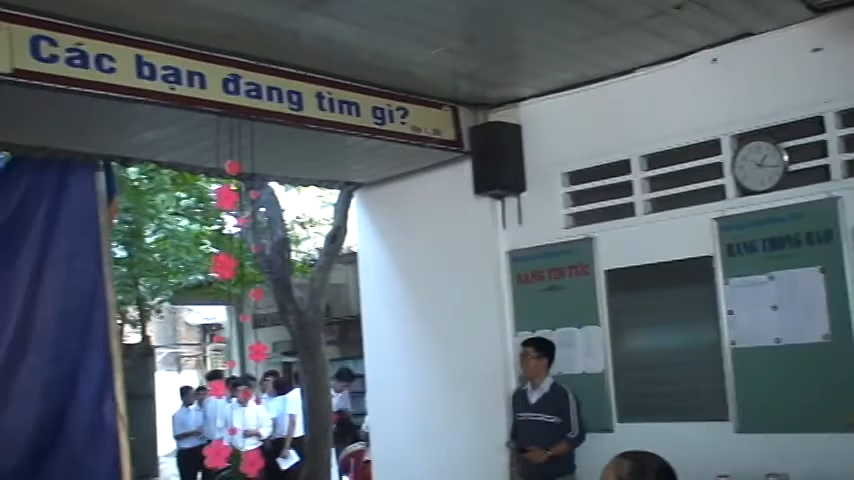 Các bạn đang tìm gì?
BẢNG TIN TỨC
BẢNG THÔNG BÁO